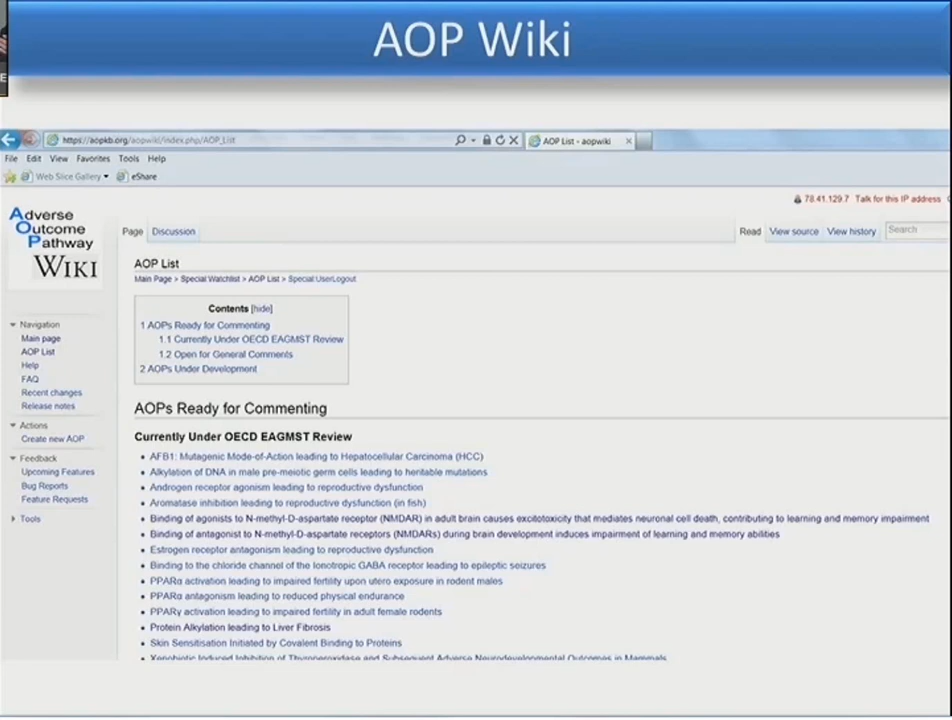 AOP Wiki
E
https://aopkb.org/aopwiki/index.php/AOP_List
AOP List - aopwiki
File Edit View Favorites Tools Help
Web Slice Gallery eShare
78.41.129.7 Talk for this IP address
Adverse
Outcome
Pathway
WIKI
Page Discussion Read View source View history Search
AOP List
Main Page > Special:Watchlist > AOP List > Special:UserLogout
Contents [hide]
1 AOPs Ready for Commenting
1.1 Currently Under OECD EAGMST Review
1.2 Open for General Comments
2 AOPs Under Development
Navigation
Main page
AOP List
Help
FAQ
Recent changes
Release notes
Actions
Create new AOP
Feedback
Upcoming Features
Bug Reports
Feature Requests
Tools
AOPs Ready for Commenting
Currently Under OECD EAGMST Review
AFB1: Mutagenic Mode-of-Action leading to Hepatocellular Carcinoma (HCC)
Alkylation of DNA in male pre-meiotic germ cells leading to heritable mutations
Androgen receptor agonism leading to reproductive dysfunction
Aromatase inhibition leading to reproductive dysfunction (in fish)
Binding of agonists to N-methyl-D-aspartate receptor (NMDAR) in adult brain causes excitotoxicity that mediates neuronal cell death, contributing to learning and memory impairment
Binding of antagonist to N-methyl-D-aspartate receptors (NMDARs) during brain development induces impairment of learning and memory abilities
Estrogen receptor antagonism leading to reproductive dysfunction
Binding to the chloride channel of the Ionotropic GABA receptor leading to epileptic seizures
PPARα activation leading to impaired fertility upon utero exposure in rodent males
PPARα antagonism leading to reduced physical endurance
PPARγ activation leading to impaired fertility in adult female rodents
Protein Alkylation leading to Liver Fibrosis
Skin Sensitisation Initiated by Covalent Binding to Proteins
Xenobiotic Induced Inhibition of Thyroperoxidase and Subsequent Adverse Neurodevelopmental Outcomes in Mammals